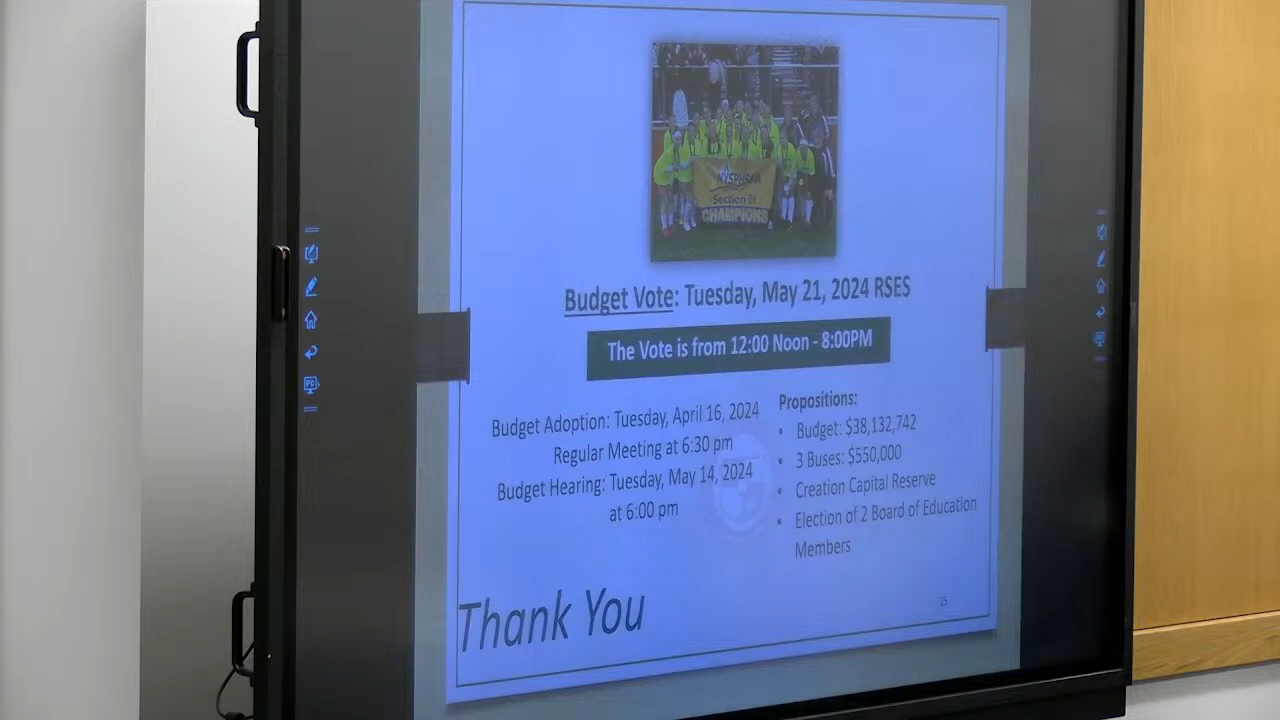 NYSPHSAA
Section III
CHAMPIONS
Budget Vote: Tuesday, May 21, 2024 RSES
The Vote is from 12:00 Noon - 8:00PM
Budget Adoption: Tuesday, April 16, 2024
Regular Meeting at 6:30 pm
Budget Hearing: Tuesday, May 14, 2024
at 6:00 pm
Propositions:
• Budget: $38,132,742
• 3 Buses: $550,000
• Creation Capital Reserve
• Election of 2 Board of Education
Members
Thank You
25
PC